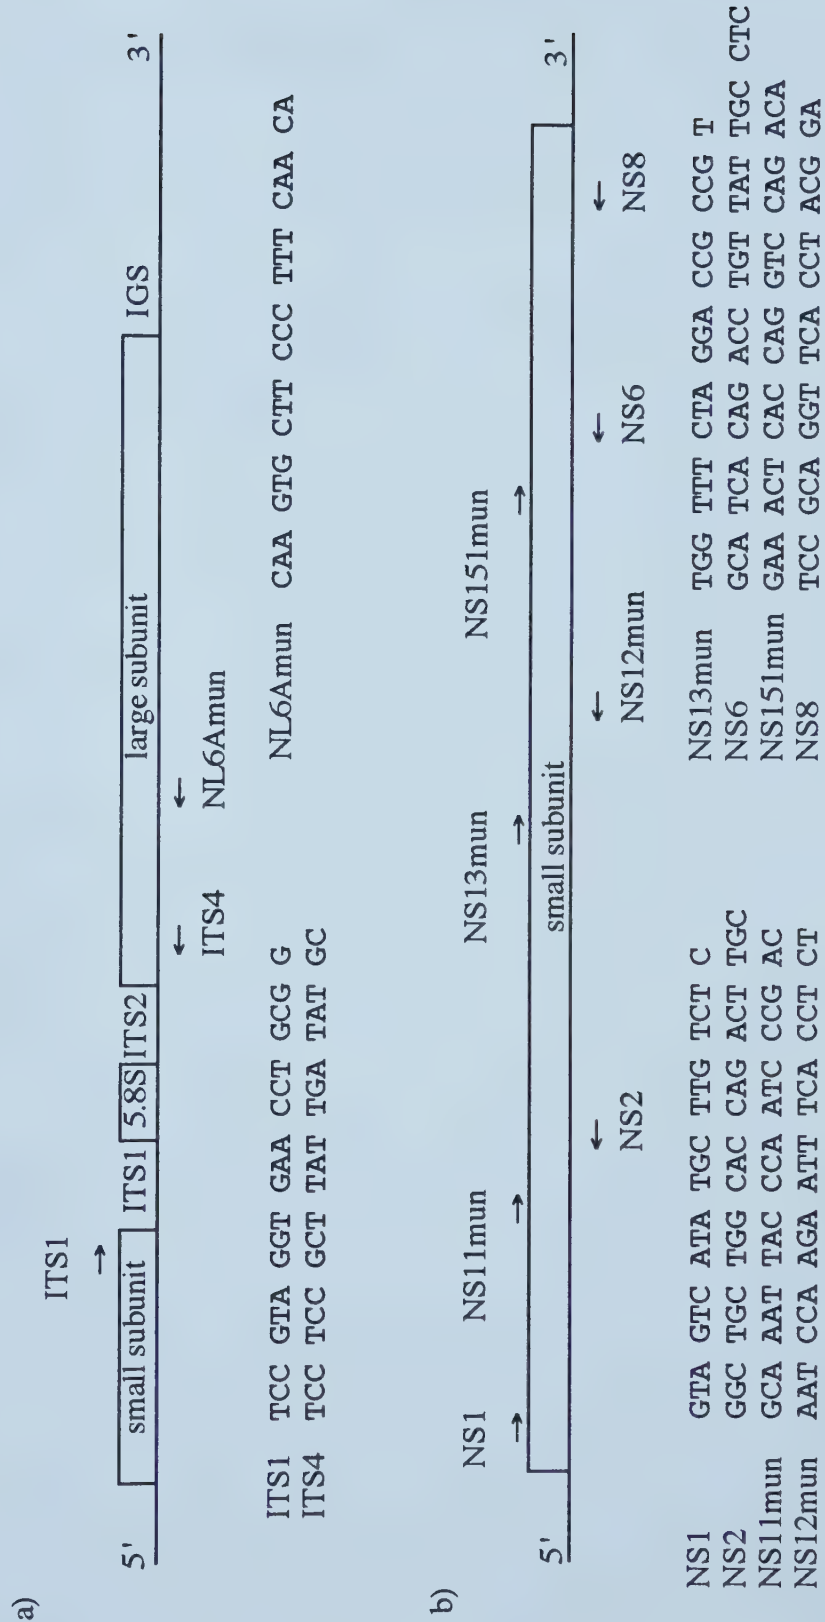 a)
ITS1
5' small subunit ITS1 5.8S ITS2 large subunit IGS 3'
ITS4 NL6Amun
ITS1 TCC GTA GGT GAA CCT GCG G
NL6Amun CAA GTG CTT CCC TTT CAA CA
ITS4 TCC TCC GCT TAT TGA TAT GC
b)
NS1 NS11mun NS13mun NS151mun
5' small subunit 3'
NS2 NS12mun NS6 NS8
NS1 GTA GTC ATA TGC TTG TCT C
NS13mun TGG TTT CTA GGA CCG CCG T
NS2 GGC TGC TGG CAC CAG ACT TGC
NS6 GCA TCA CAG ACC TGT TAT TGC CTC
NS11mun GCA AAT TAC CCA ATC CCG AC
NS151mun GAA ACT CAC CAG GTC CAG ACA
NS12mun AAT CCA AGA ATT TCA CCT CT
NS8 TCC GCA GGT TCA CCT ACG GA